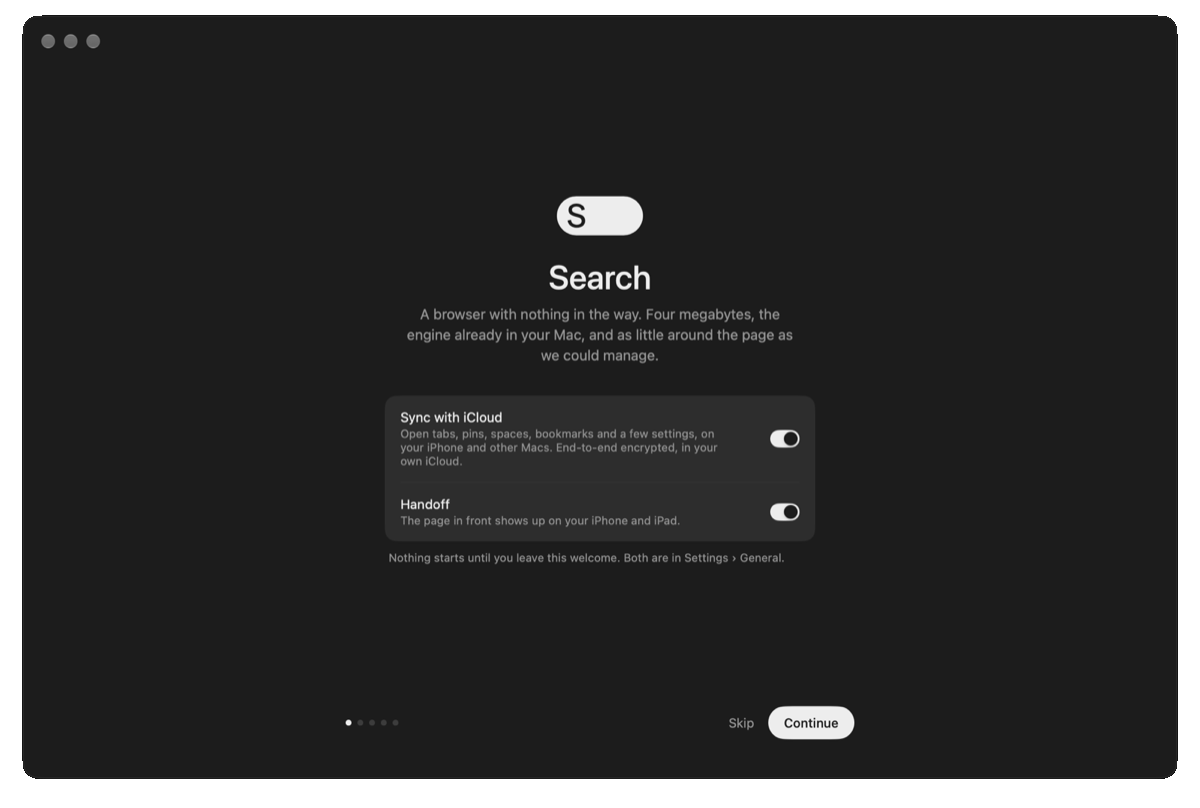 S
Search
A browser with nothing in the way. Four megabytes, the
engine already in your Mac, and as little around the page as
we could manage.
Sync with iCloud
Open tabs, pins, spaces, bookmarks and a few settings, on
your iPhone and other Macs. End-to-end encrypted, in your
own iCloud.
Handoff
The page in front shows up on your iPhone and iPad.
Nothing starts until you leave this welcome. Both are in Settings › General.
Skip
Continue